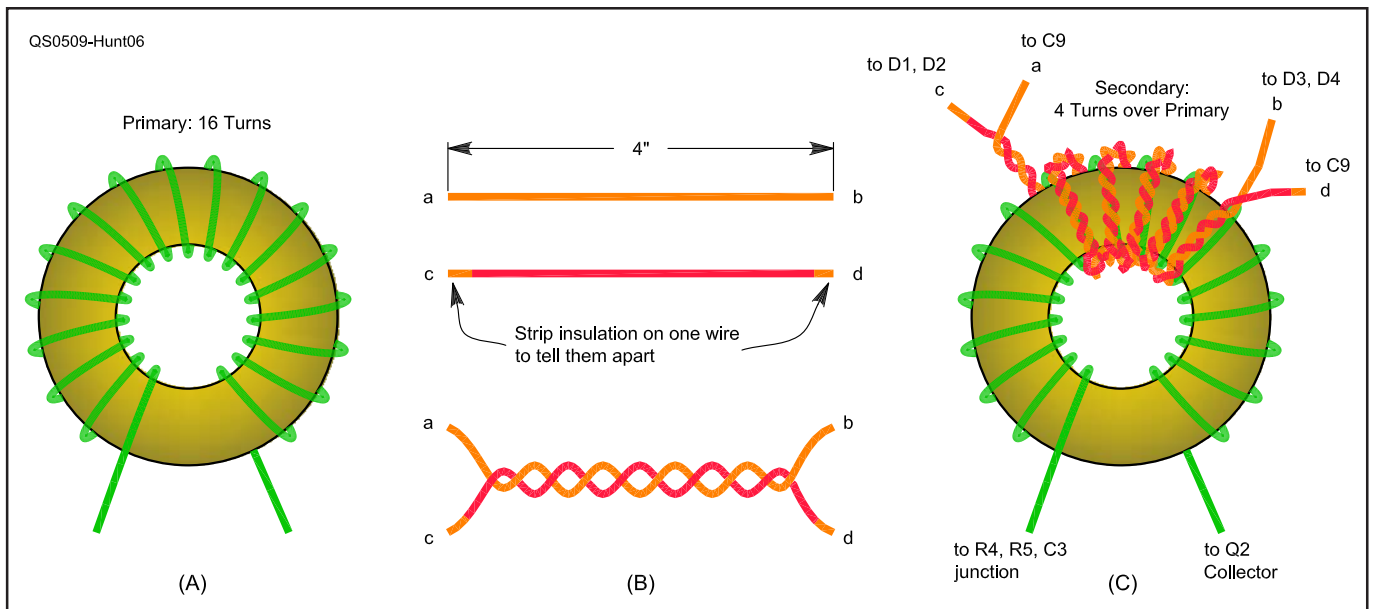 QS0509-Hunt06
Primary: 16 Turns
(A)
4"
a
b
c
d
Strip insulation on one wire
to tell them apart
a
b
c
d
(B)
to C9
a
to D1, D2
c
Secondary:
4 Turns over Primary
to D3, D4
b
to C9
d
to R4, R5, C3
junction
to Q2
Collector
(C)